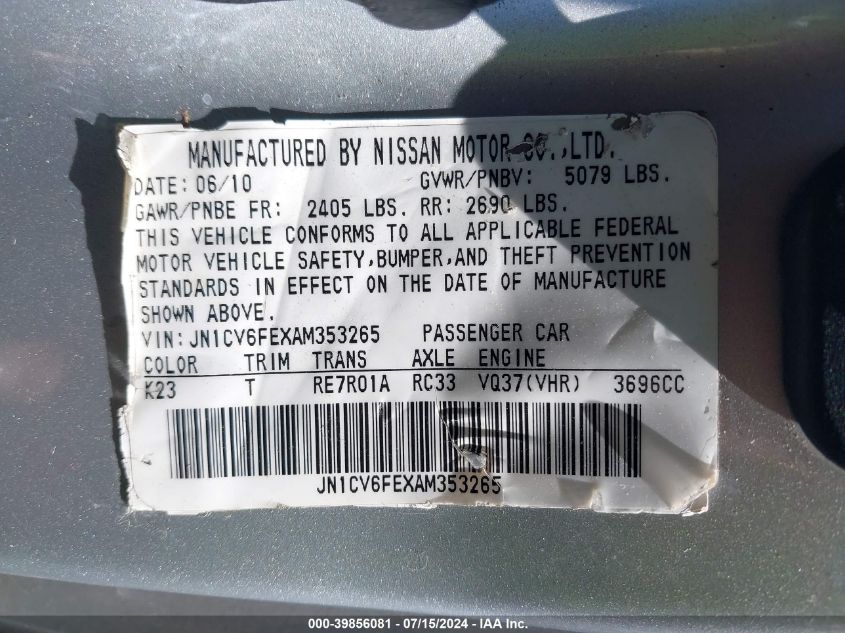 MANUFACTURED BY NISSAN MOTOR CO.,LTD.
DATE: 06/10 GVWR/PNBV: 5079 LBS.
GAWR/PNBE FR: 2405 LBS. RR: 2690 LBS.
THIS VEHICLE CONFORMS TO ALL APPLICABLE FEDERAL
MOTOR VEHICLE SAFETY,BUMPER,AND THEFT PREVENTION
STANDARDS IN EFFECT ON THE DATE OF MANUFACTURE
SHOWN ABOVE.
VIN: JN1CV6FEXAM353265 PASSENGER CAR
COLOR TRIM TRANS AXLE ENGINE
K23 T RE7R01A RC33 VQ37(VHR) 3696CC
JN1CV6FEXAM353265
000-39856081 - 07/15/2024 - IAA Inc.